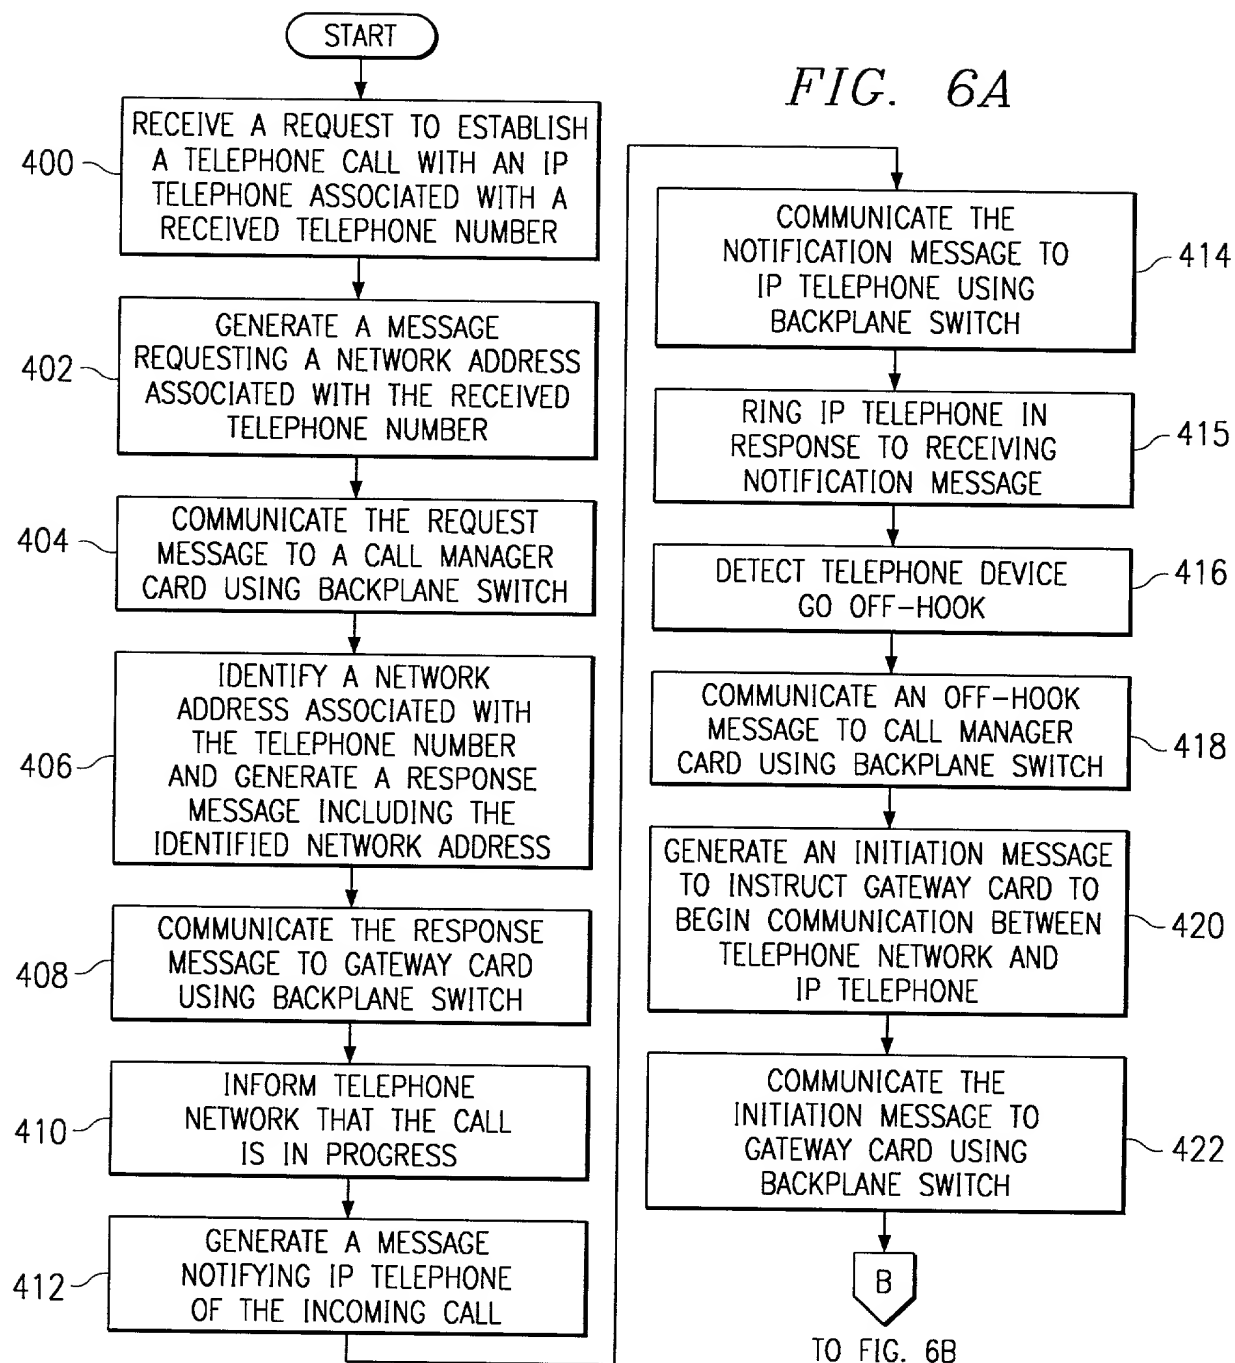 START
FIG. 6A
400
RECEIVE A REQUEST TO ESTABLISH
A TELEPHONE CALL WITH AN IP
TELEPHONE ASSOCIATED WITH A
RECEIVED TELEPHONE NUMBER
402
GENERATE A MESSAGE
REQUESTING A NETWORK ADDRESS
ASSOCIATED WITH THE RECEIVED
TELEPHONE NUMBER
404
COMMUNICATE THE REQUEST
MESSAGE TO A CALL MANAGER
CARD USING BACKPLANE SWITCH
406
IDENTIFY A NETWORK
ADDRESS ASSOCIATED WITH
THE TELEPHONE NUMBER
AND GENERATE A RESPONSE
MESSAGE INCLUDING THE
IDENTIFIED NETWORK ADDRESS
408
COMMUNICATE THE RESPONSE
MESSAGE TO GATEWAY CARD
USING BACKPLANE SWITCH
410
INFORM TELEPHONE
NETWORK THAT THE CALL
IS IN PROGRESS
412
GENERATE A MESSAGE
NOTIFYING IP TELEPHONE
OF THE INCOMING CALL
COMMUNICATE THE
NOTIFICATION MESSAGE TO
IP TELEPHONE USING
BACKPLANE SWITCH
414
RING IP TELEPHONE IN
RESPONSE TO RECEIVING
NOTIFICATION MESSAGE
415
DETECT TELEPHONE DEVICE
GO OFF-HOOK
416
COMMUNICATE AN OFF-HOOK
MESSAGE TO CALL MANAGER
CARD USING BACKPLANE SWITCH
418
GENERATE AN INITIATION MESSAGE
TO INSTRUCT GATEWAY CARD TO
BEGIN COMMUNICATION BETWEEN
TELEPHONE NETWORK AND
IP TELEPHONE
420
COMMUNICATE THE
INITIATION MESSAGE TO
GATEWAY CARD USING
BACKPLANE SWITCH
422
B
TO FIG. 6B